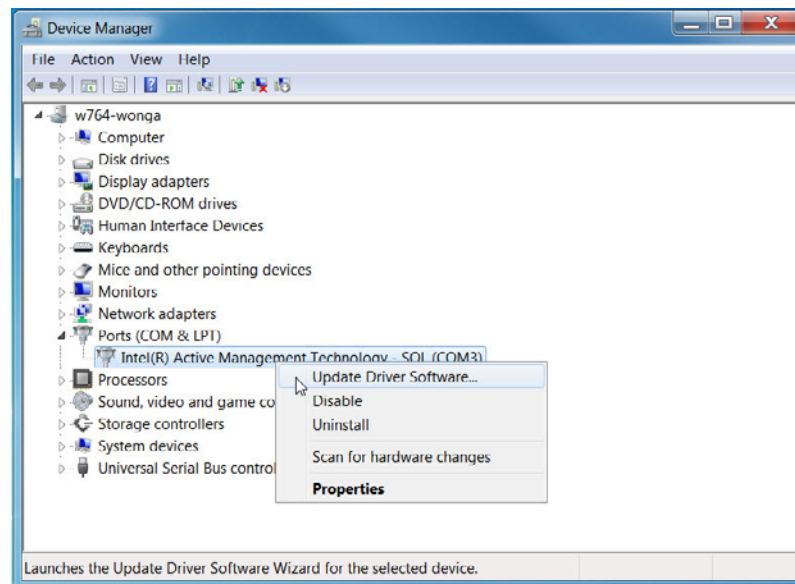 Device Manager
File Action View Help
w764-wonga
Computer
Disk drives
Display adapters
DVD/CD-ROM drives
Human Interface Devices
Keyboards
Mice and other pointing devices
Monitors
Network adapters
Ports (COM & LPT)
Intel(R) Active Management Technology - SOL (COM3)
Processors
Update Driver Software...
Sound, video and game co
Disable
Storage controllers
Uninstall
System devices
Scan for hardware changes
Universal Serial Bus control
Properties
Launches the Update Driver Software Wizard for the selected device.